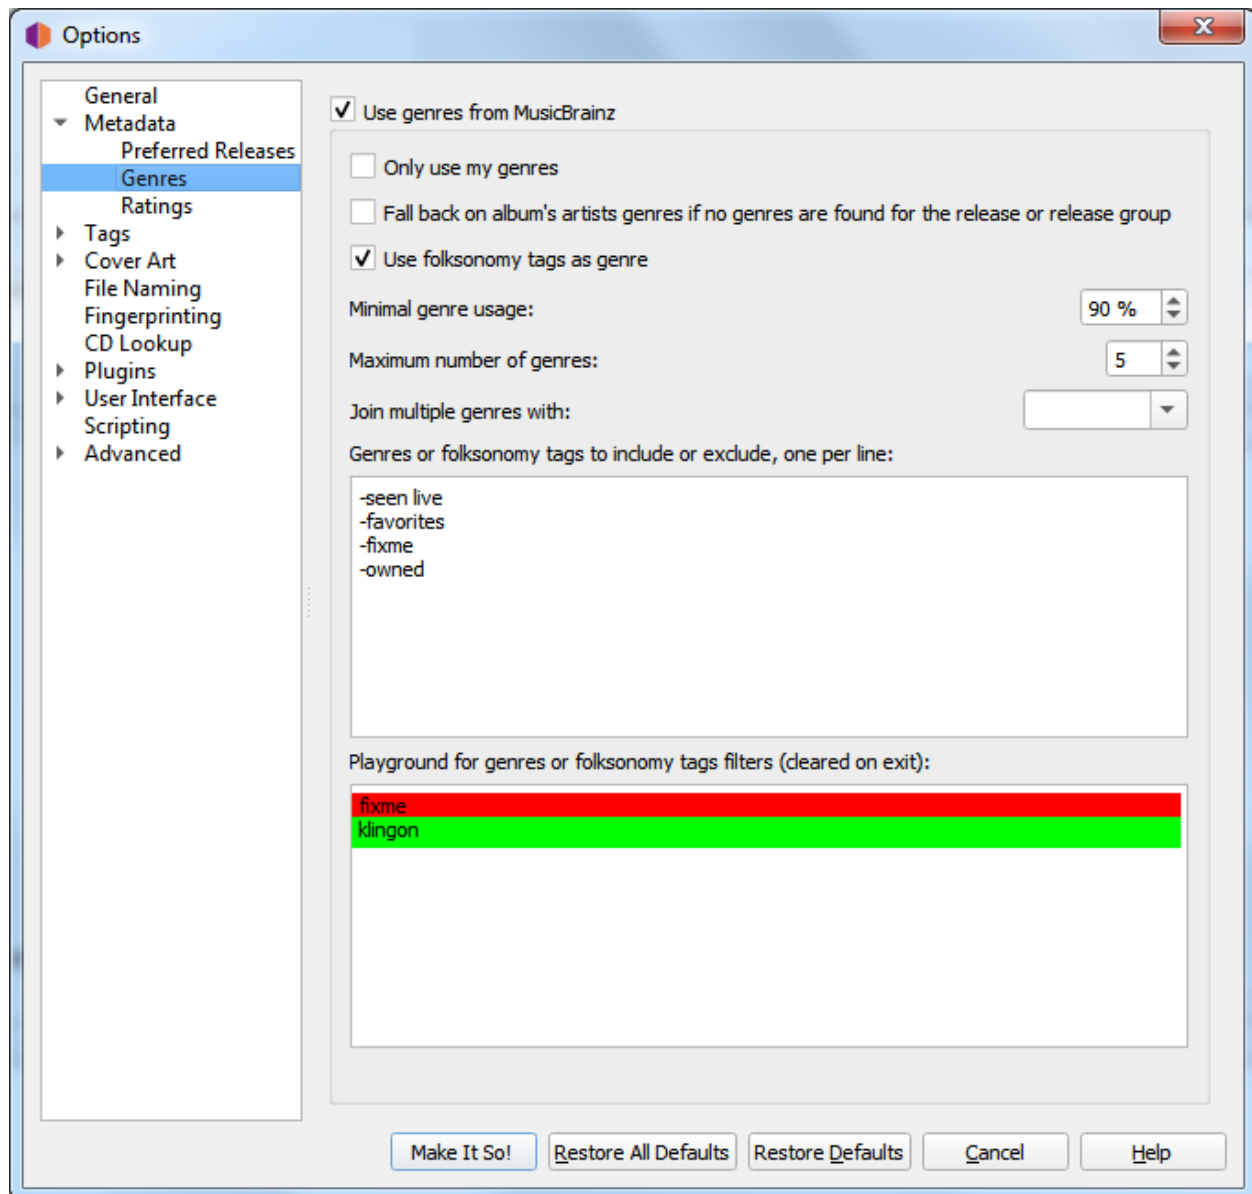 Options
General
Metadata
Preferred Releases
Genres
Ratings
Tags
Cover Art
File Naming
Fingerprinting
CD Lookup
Plugins
User Interface
Scripting
Advanced
Use genres from MusicBrainz
Only use my genres
Fall back on album's artists genres if no genres are found for the release or release group
Use folksonomy tags as genre
Minimal genre usage: 90 %
Maximum number of genres: 5
Join multiple genres with:
Genres or folksonomy tags to include or exclude, one per line:
-seen live
-favorites
-fixme
-owned
Playground for genres or folksonomy tags filters (cleared on exit):
fixme
klingon
Make It So! Restore All Defaults Restore Defaults Cancel Help